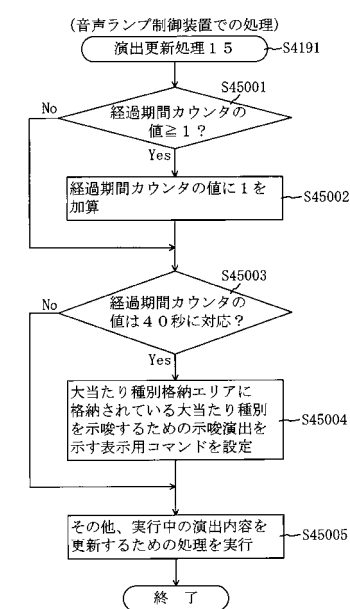 (音声ランプ制御装置での処理)
演出更新処理15
S4191
S45001
No
経過期間カウンタの
値≧1?
Yes
経過期間カウンタの値に1を
加算
S45002
S45003
No
経過期間カウンタの
値は40秒に対応?
Yes
大当たり種別格納エリアに
格納されている大当たり種別
を示唆するための示唆演出を
示す表示用コマンドを設定
S45004
その他、実行中の演出内容を
更新するための処理を実行
S45005
終 了